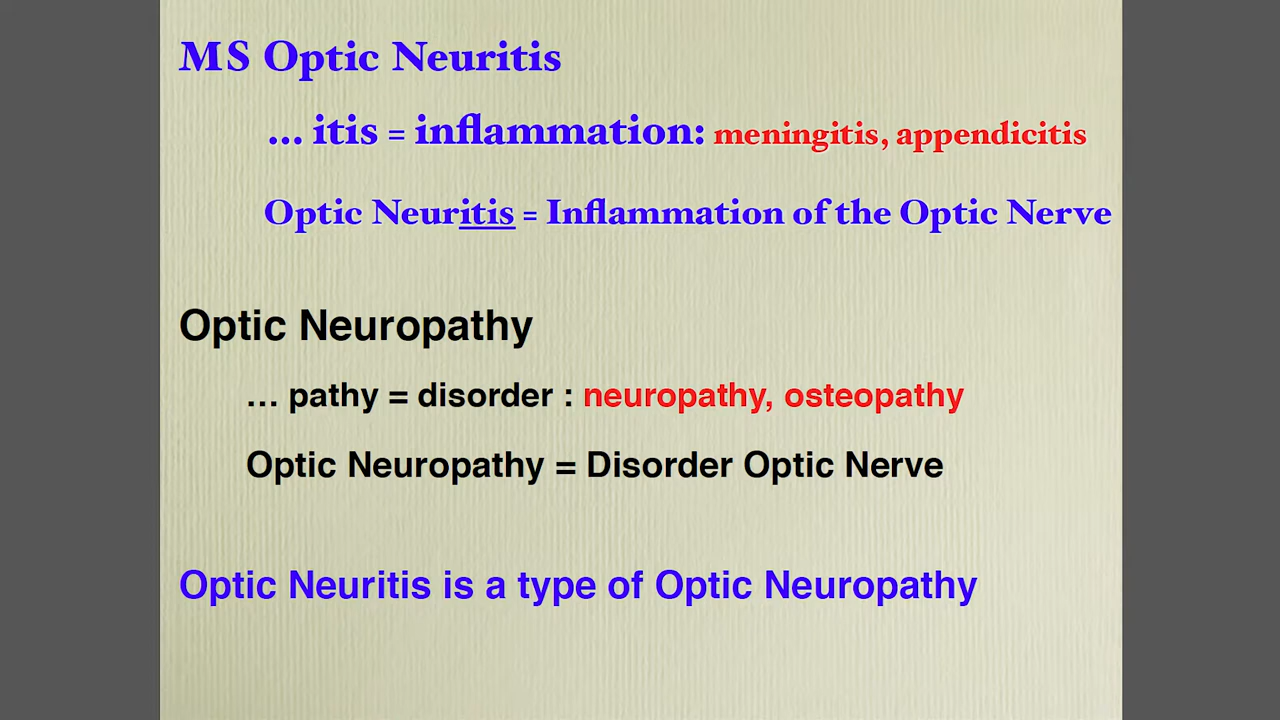 MS Optic Neuritis
... itis = inflammation: meningitis, appendicitis
Optic Neuritis = Inflammation of the Optic Nerve
Optic Neuropathy
... pathy = disorder : neuropathy, osteopathy
Optic Neuropathy = Disorder Optic Nerve
Optic Neuritis is a type of Optic Neuropathy